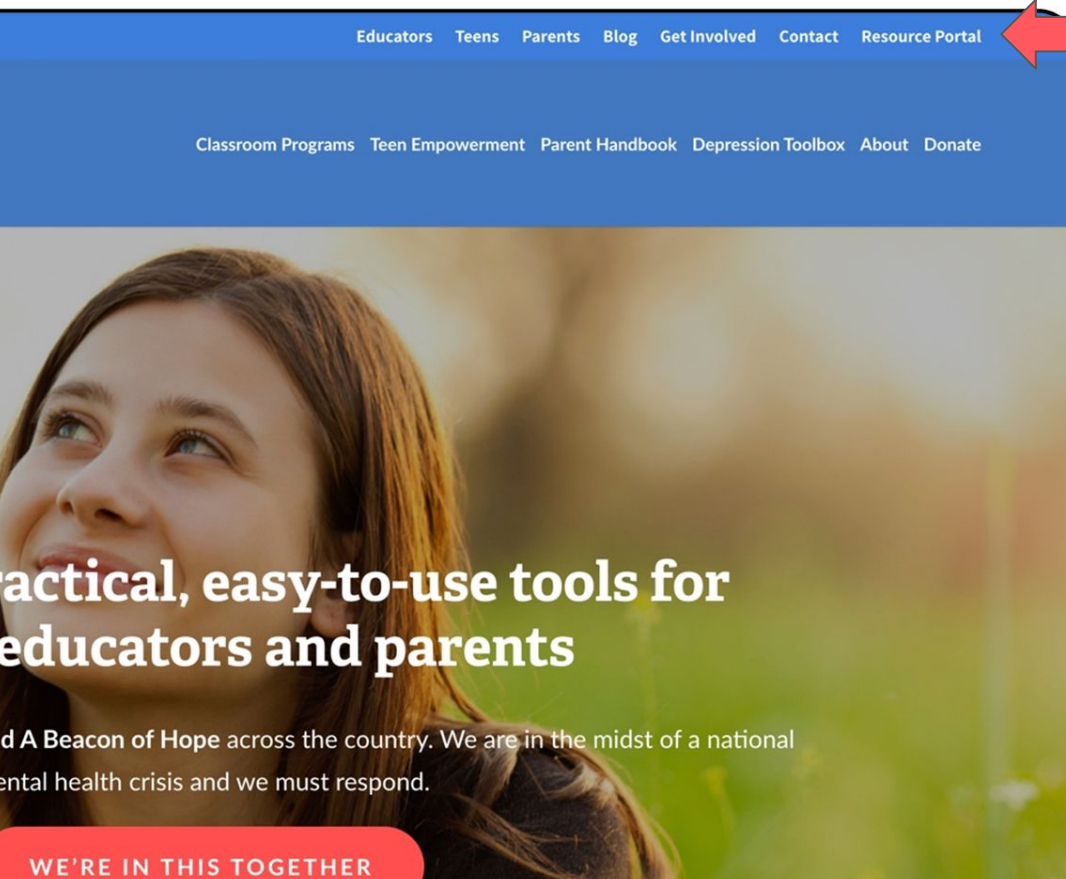 Educators Teens Parents Blog Get Involved Contact Resource Portal
Classroom Programs Teen Empowerment Parent Handbook Depression Toolbox About Donate
ractical, easy-to-use tools for
educators and parents
d A Beacon of Hope across the country. We are in the midst of a national
ental health crisis and we must respond.
WE'RE IN THIS TOGETHER